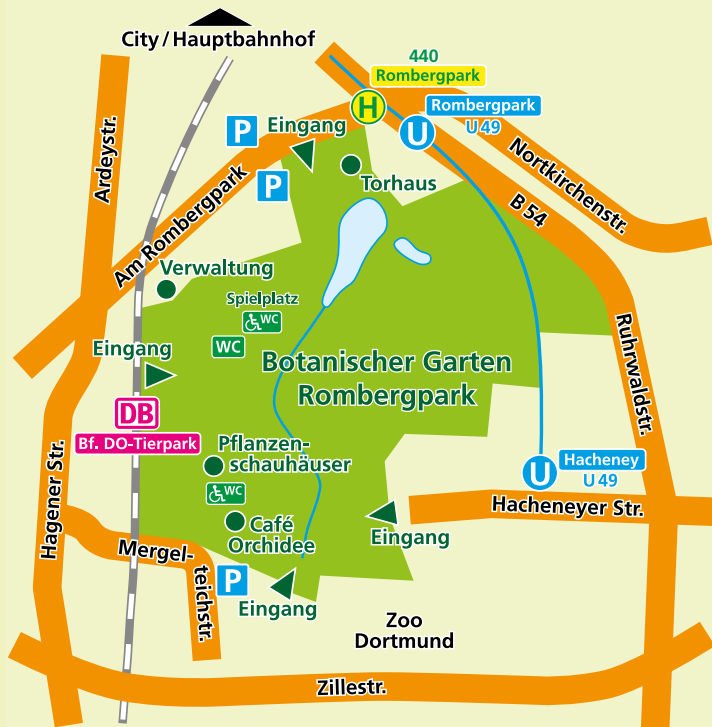 City / Hauptbahnhof
440
Rombergpark
H
Rombergpark
U
U 49
P
Eingang
Ardeystr.
Nortkirchenstr.
P
Torhaus
B 54
Am Rombergpark
Verwaltung
Spielplatz
WC
WC
Eingang
Botanischer Garten
Rombergpark
Ruhrwaldstr.
DB
Bf. DO-Tierpark
Pflanzen-
schauhäuser
WC
Hacheney
U
U 49
Hagener Str.
Hacheneyer Str.
Café
Orchidee
Eingang
Mergel-
teichstr.
P
Eingang
Zoo
Dortmund
Zillestr.